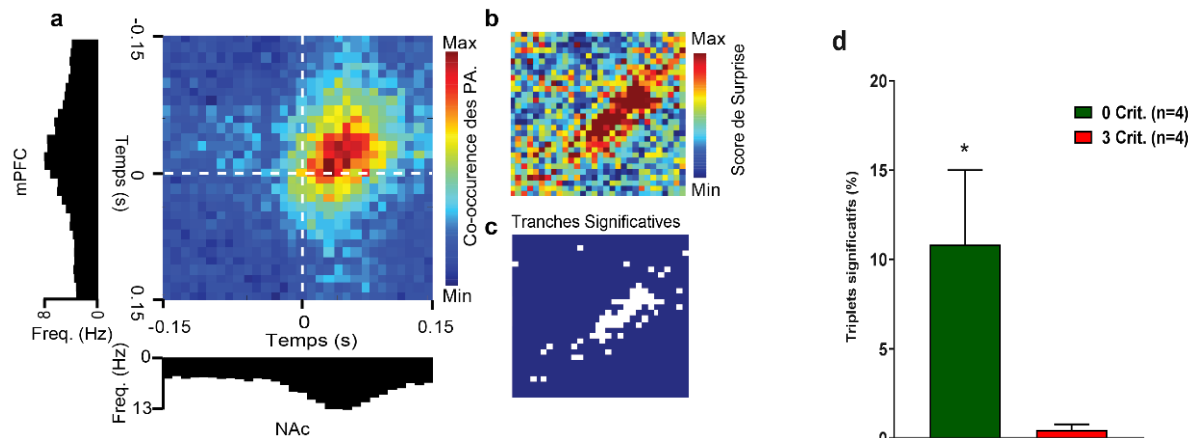 a
mPFC
Freq. (Hz)
8
0
Temps (s)
-0.15
0
0.15
-0.15
0
0.15
Temps (s)
Max
Co-occurence des PA.
Min
Freq. (Hz)
0
13
NAc
b
Max
Score de Surprise
Min
c
Tranches Significatives
d
Triplets significatifs (%)
20
15
10
5
0
*
0 Crit. (n=4)
3 Crit. (n=4)